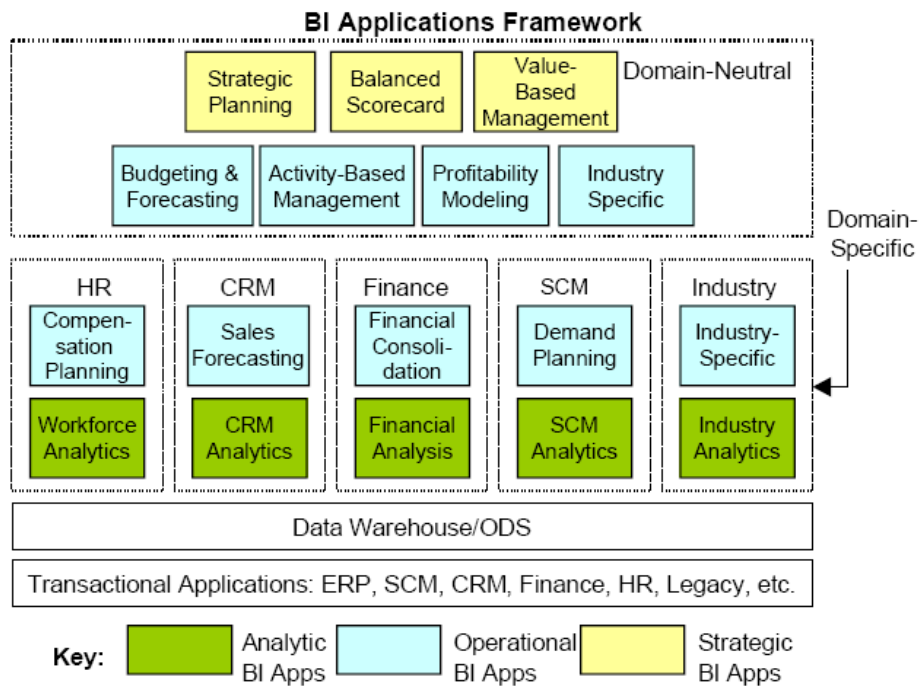 BI Applications Framework
Domain-Neutral
Strategic
Planning
Balanced
Scorecard
Value-
Based
Management
Budgeting &
Forecasting
Activity-Based
Management
Profitability
Modeling
Industry
Specific
Domain-
Specific
HR
Compen-
sation
Planning
Workforce
Analytics
CRM
Sales
Forecasting
CRM
Analytics
Finance
Financial
Consoli-
dation
Financial
Analysis
SCM
Demand
Planning
SCM
Analytics
Industry
Industry-
Specific
Industry
Analytics
Data Warehouse/ODS
Transactional Applications: ERP, SCM, CRM, Finance, HR, Legacy, etc.
Key:
Analytic
BI Apps
Operational
BI Apps
Strategic
BI Apps